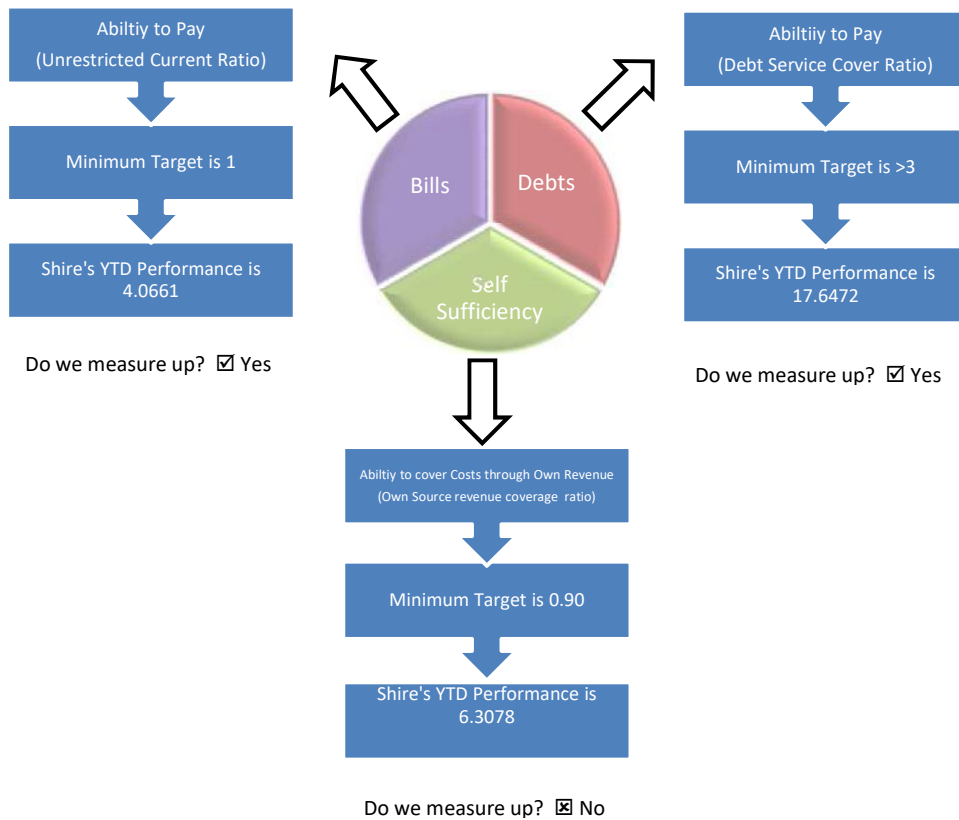 Abiltiy to Pay
(Unrestricted Current Ratio)
Minimum Target is 1
Shire's YTD Performance is
4.0661
Do we measure up? ☑ Yes
Bills
Debts
Self
Sufficiency
Abiltiiy to Pay
(Debt Service Cover Ratio)
Minimum Target is >3
Shire's YTD Performance is
17.6472
Do we measure up? ☑ Yes
Abiltiy to cover Costs through Own Revenue
(Own Source revenue coverage ratio)
Minimum Target is 0.90
Shire's YTD Performance is
6.3078
Do we measure up? ☒ No